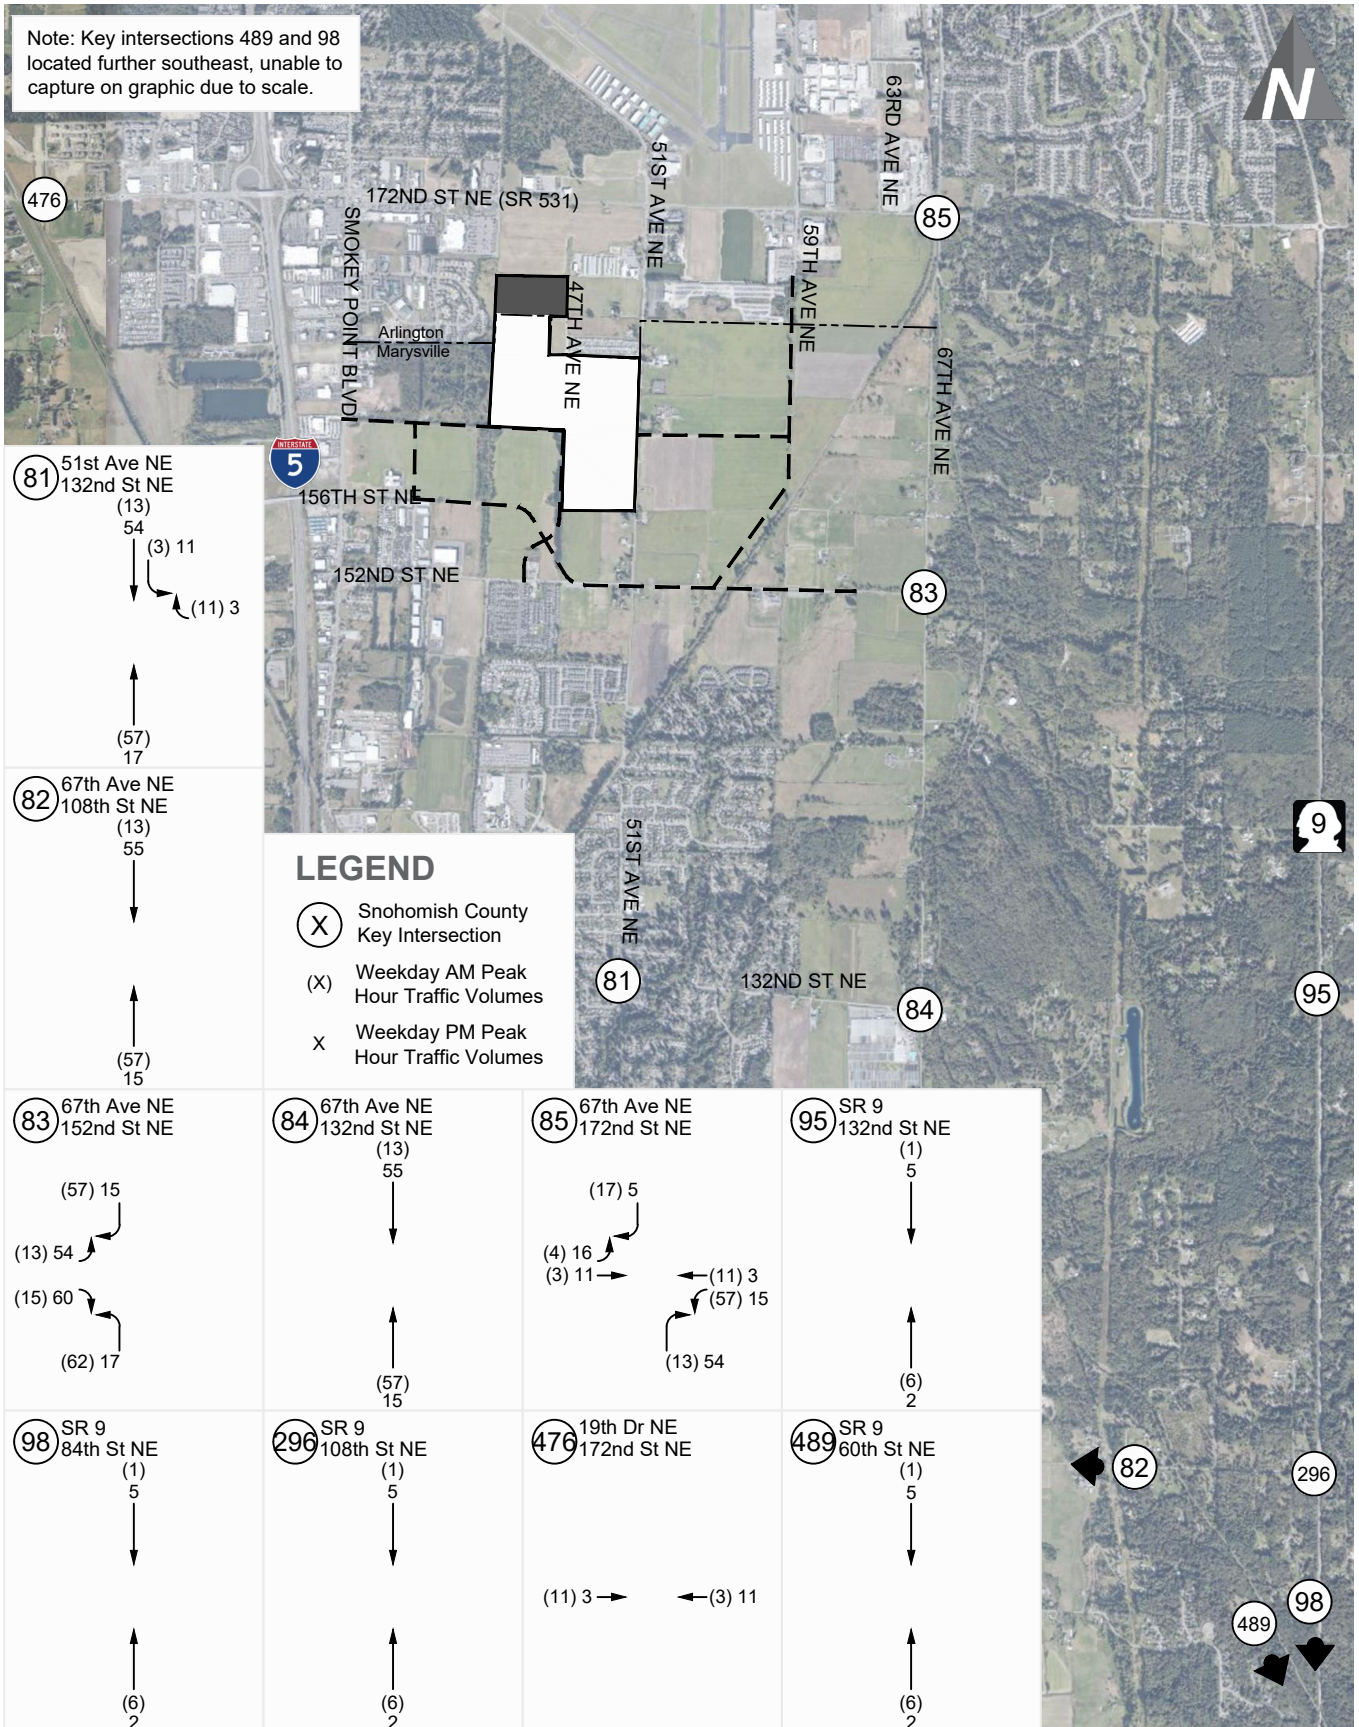 Note: Key intersections 489 and 98
located further southeast, unable to
capture on graphic due to scale.
N
63RD AVE NE
51ST AVE NE
476
172ND ST NE (SR 531)
85
SMOKEY POINT BLVD
59TH AVE NE
47TH AVE NE
Arlington
Marysville
67TH AVE NE
INTERSTATE
5
156TH ST NE
152ND ST NE
83
9
51ST AVE NE
81
132ND ST NE
84
95
82
296
98
489
81
51st Ave NE
132nd St NE
(13)
54
(3) 11
(11) 3
(57)
17
82
67th Ave NE
108th St NE
(13)
55
(57)
15
LEGEND
X
Snohomish County
Key Intersection
(X)
Weekday AM Peak
Hour Traffic Volumes
X
Weekday PM Peak
Hour Traffic Volumes
83
67th Ave NE
152nd St NE
(57) 15
(13) 54
(15) 60
(62) 17
84
67th Ave NE
132nd St NE
(13)
55
(57)
15
85
67th Ave NE
172nd St NE
(17) 5
(4) 16
(3) 11
(11) 3
(57) 15
(13) 54
95
SR 9
132nd St NE
(1)
5
(6)
2
98
SR 9
84th St NE
(1)
5
(6)
2
296
SR 9
108th St NE
(1)
5
(6)
2
476
19th Dr NE
172nd St NE
(11) 3
(3) 11
489
SR 9
60th St NE
(1)
5
(6)
2